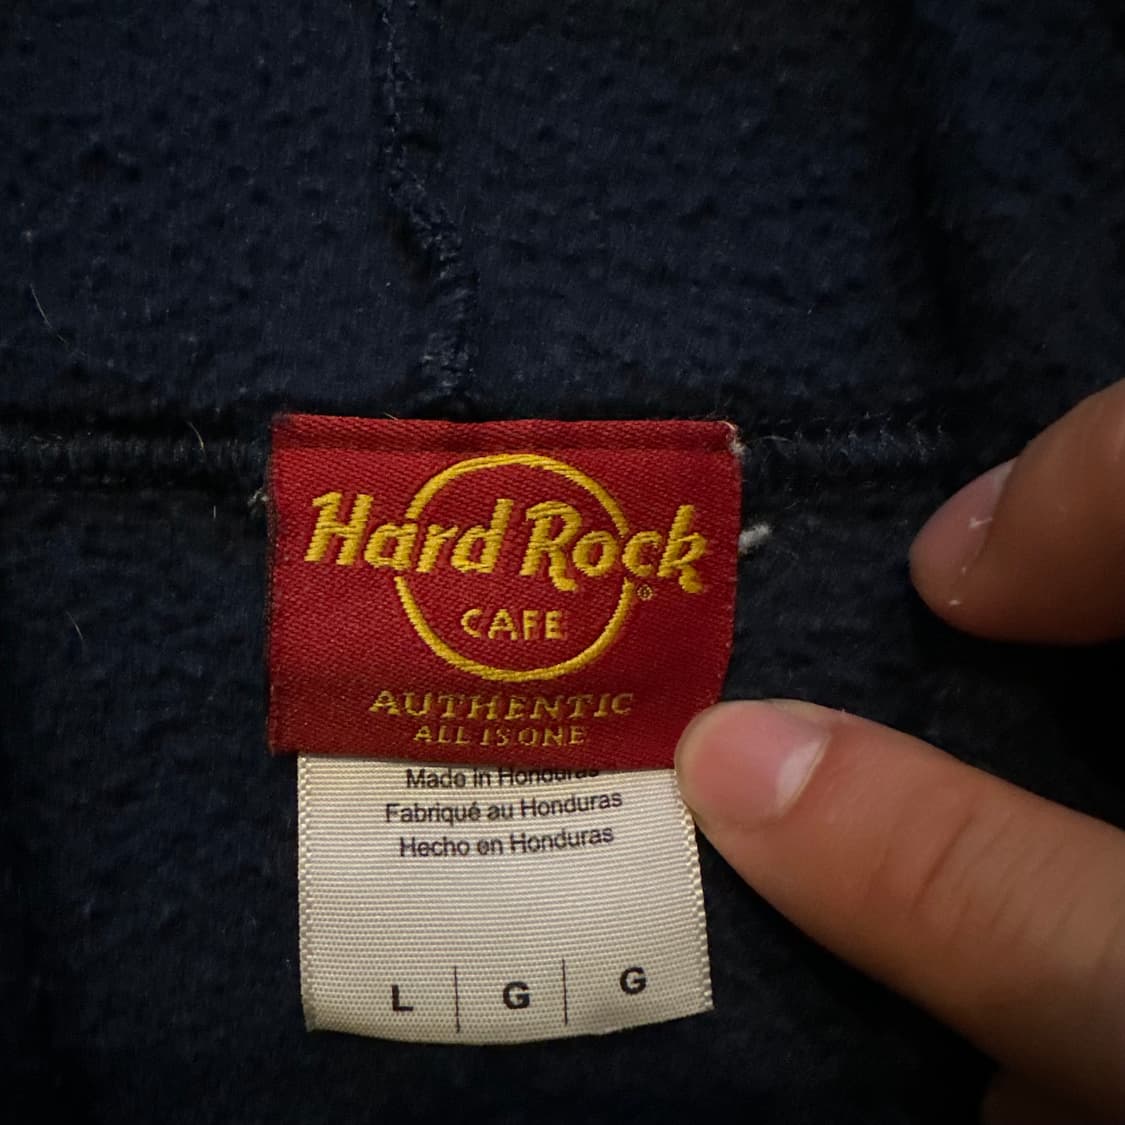 Hard Rock
CAFE
®
AUTHENTIC
ALL IS ONE
Made in Honduras
Fabriqué au Honduras
Hecho en Honduras
L | G | G